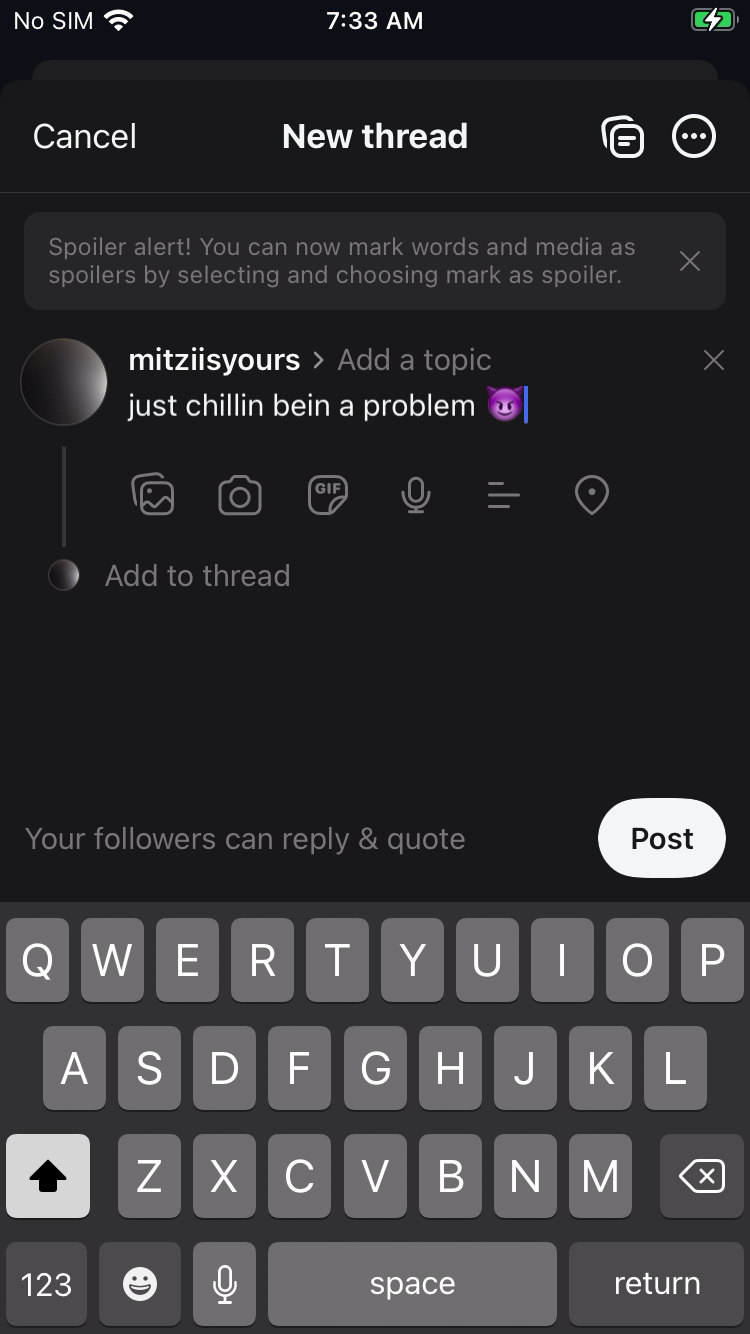 No SIM 7:33 AM
Cancel New thread
Spoiler alert! You can now mark words and media as
spoilers by selecting and choosing mark as spoiler.
mitziisyours > Add a topic
just chillin bein a problem 😈
GIF
Add to thread
Your followers can reply & quote Post
Q W E R T Y U I O P
A S D F G H J K L
Z X C V B N M
123 space return